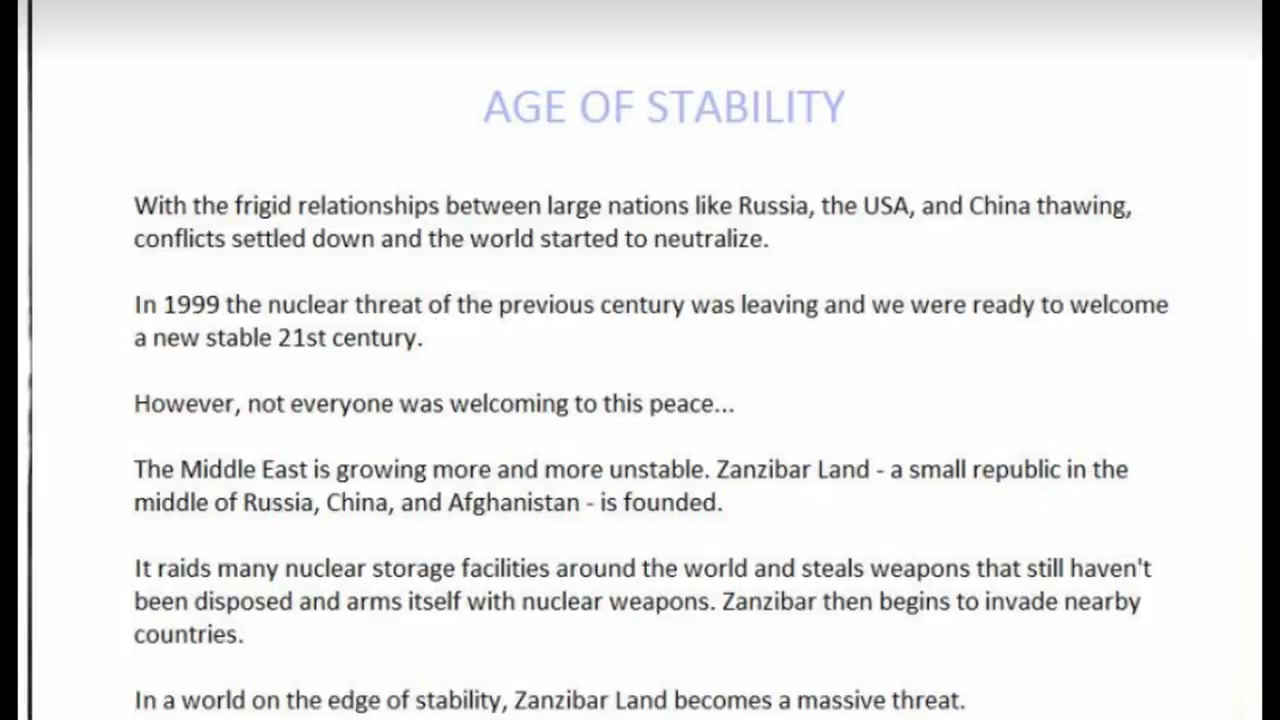 AGE OF STABILITY
With the frigid relationships between large nations like Russia, the USA, and China thawing,
conflicts settled down and the world started to neutralize.
In 1999 the nuclear threat of the previous century was leaving and we were ready to welcome
a new stable 21st century.
However, not everyone was welcoming to this peace...
The Middle East is growing more and more unstable. Zanzibar Land - a small republic in the
middle of Russia, China, and Afghanistan - is founded.
It raids many nuclear storage facilities around the world and steals weapons that still haven't
been disposed and arms itself with nuclear weapons. Zanzibar then begins to invade nearby
countries.
In a world on the edge of stability, Zanzibar Land becomes a massive threat.